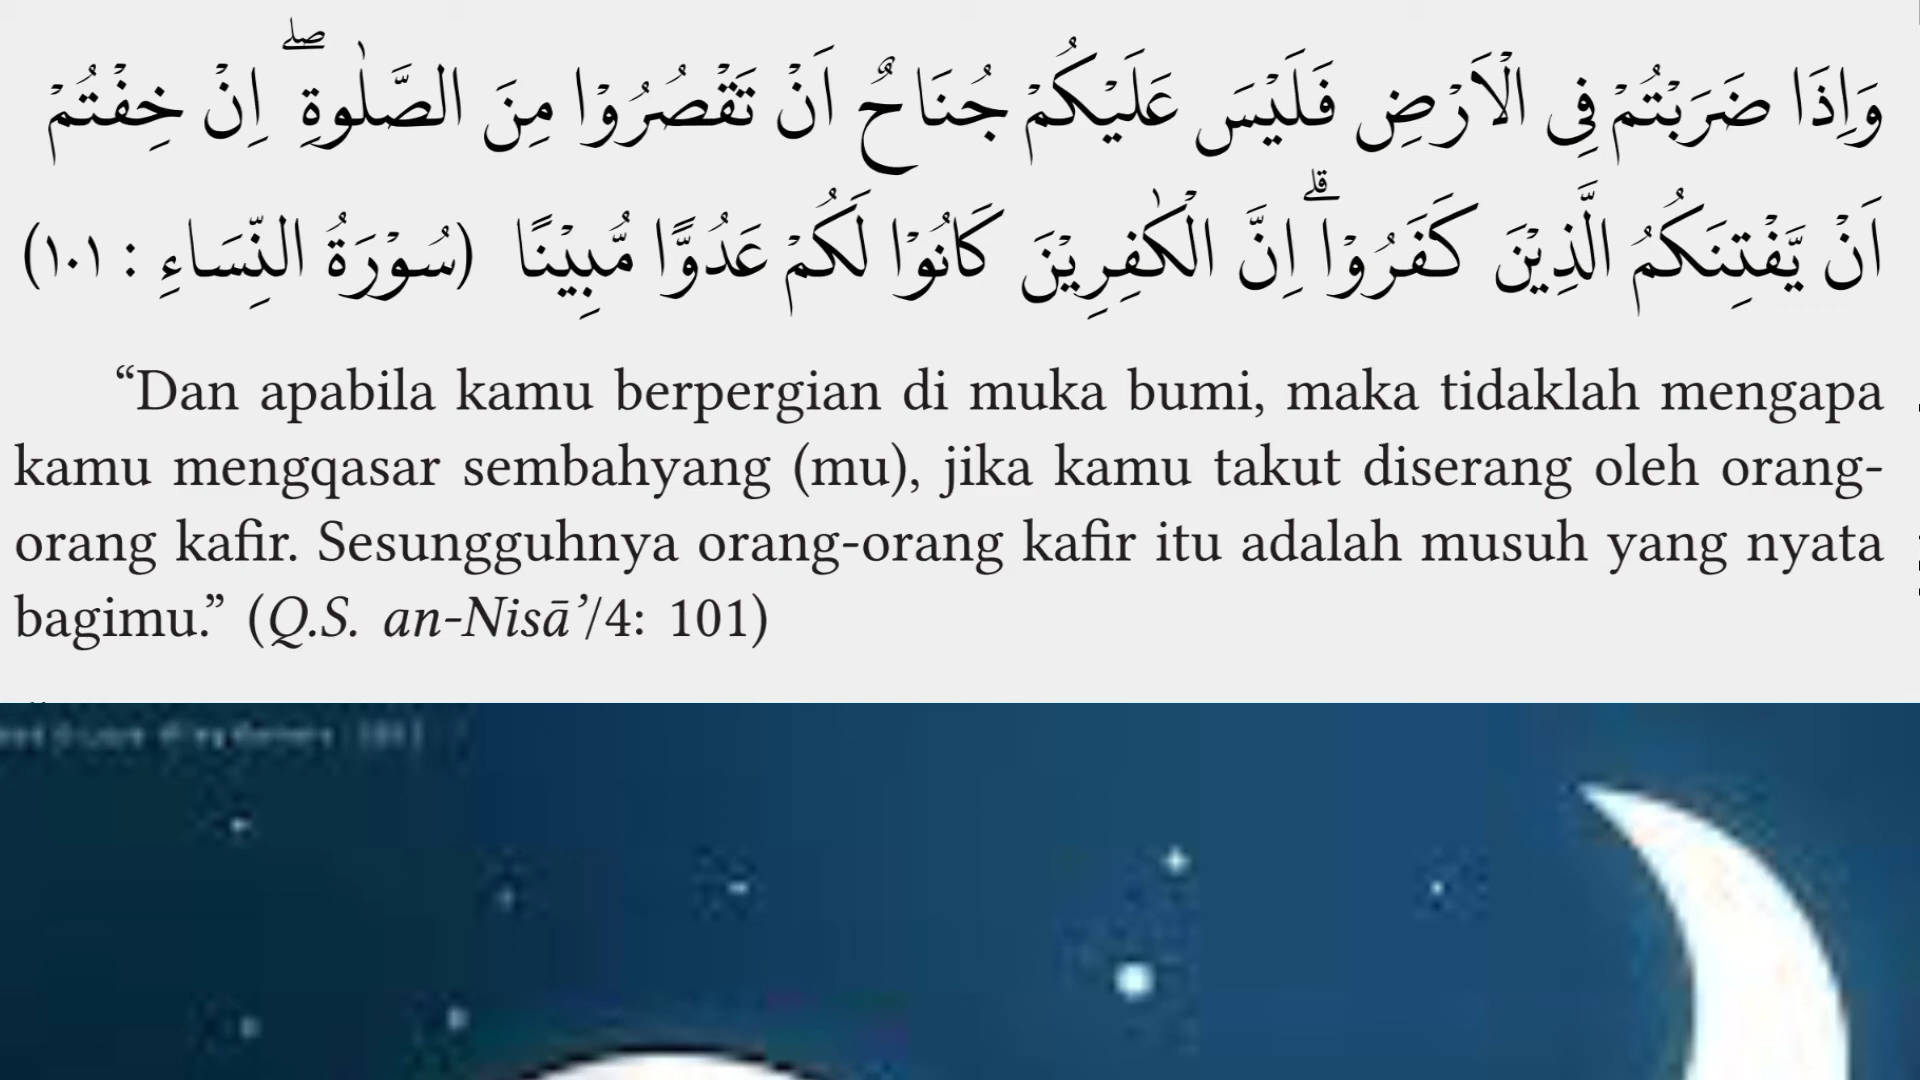 وَاِذَا ضَرَبْتُمْ فِى الْاَرْضِ فَلَيْسَ عَلَيْكُمْ جُنَاحٌ اَنْ تَقْصُرُوْا مِنَ الصَّلٰوةِ ۖ اِنْ خِفْتُمْ
اَنْ يَّفْتِنَكُمُ الَّذِيْنَ كَفَرُوْا ۗ اِنَّ الْكٰفِرِيْنَ كَانُوْا لَكُمْ عَدُوًّا مُّبِيْنًا (سُوْرَةُ النِّسَاءِ : ١٠١)
“Dan apabila kamu berpergian di muka bumi, maka tidaklah mengapa
kamu mengqasar sembahyang (mu), jika kamu takut diserang oleh orang-
orang kafir. Sesungguhnya orang-orang kafir itu adalah musuh yang nyata
bagimu.” (Q.S. an-Nisā’/4: 101)